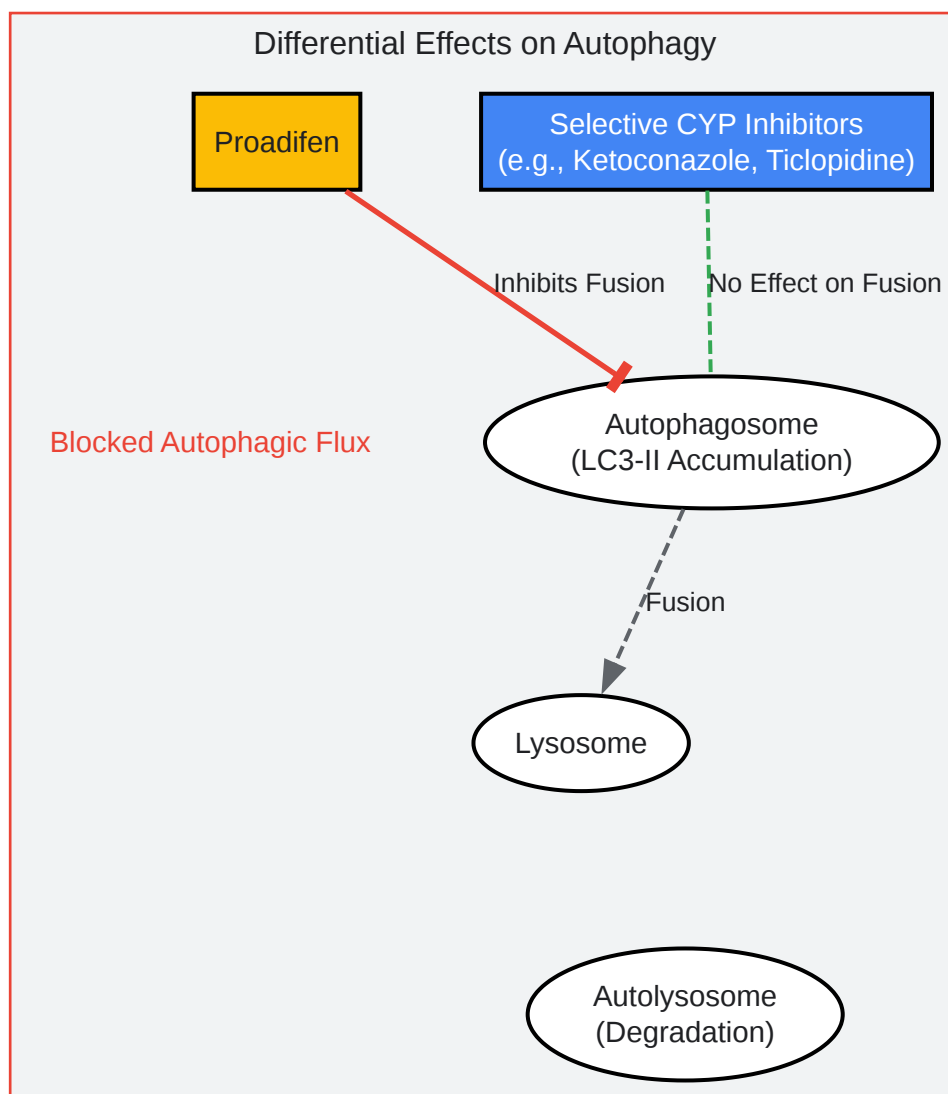 Differential Effects on Autophagy
Proadifen
Selective CYP Inhibitors
(e.g., Ketoconazole, Ticlopidine)
Inhibits Fusion
No Effect on Fusion
Blocked Autophagic Flux
Autophagosome
(LC3-II Accumulation)
Fusion
Lysosome
Autolysosome
(Degradation)